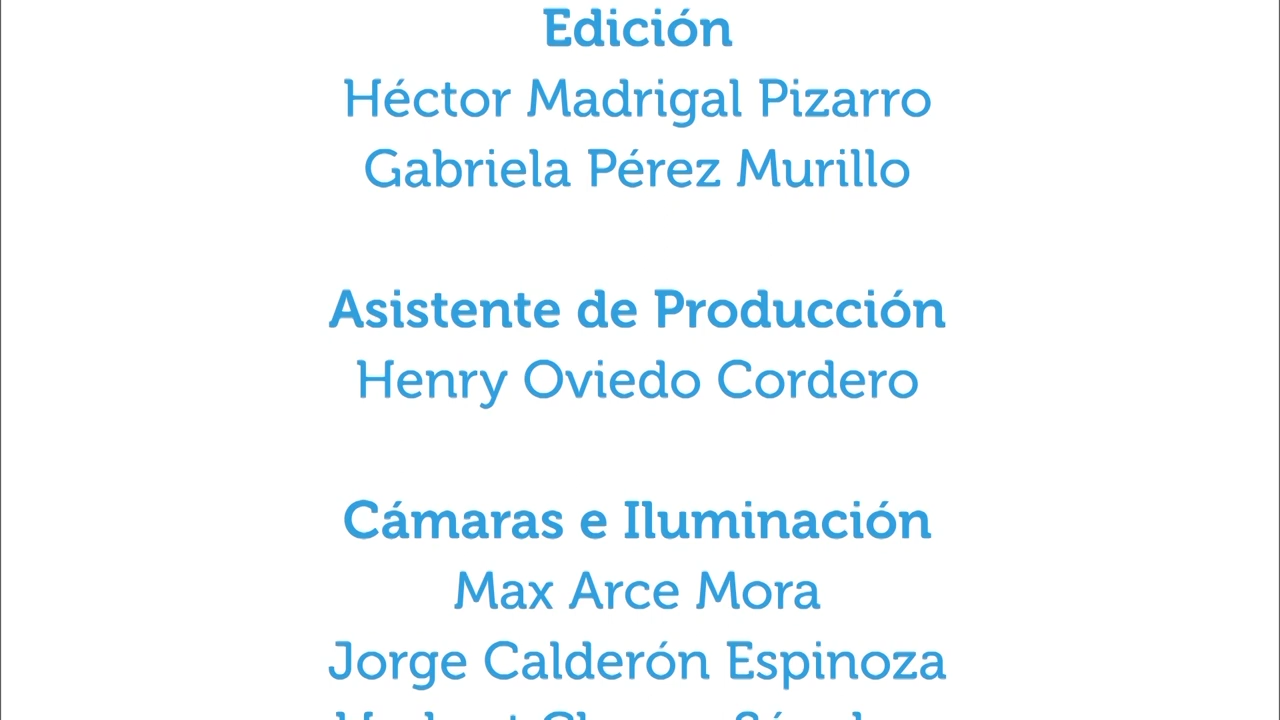 Edición
Héctor Madrigal Pizarro
Gabriela Pérez Murillo
Asistente de Producción
Henry Oviedo Cordero
Cámaras e Iluminación
Max Arce Mora
Jorge Calderón Espinoza